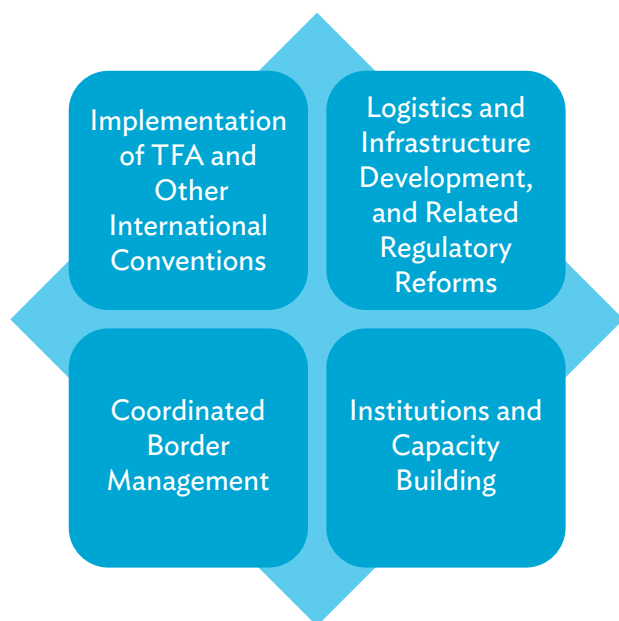 Implementation
of TFA and
Other
International
Conventions
Logistics and
Infrastructure
Development,
and Related
Regulatory
Reforms
Coordinated
Border
Management
Institutions and
Capacity
Building